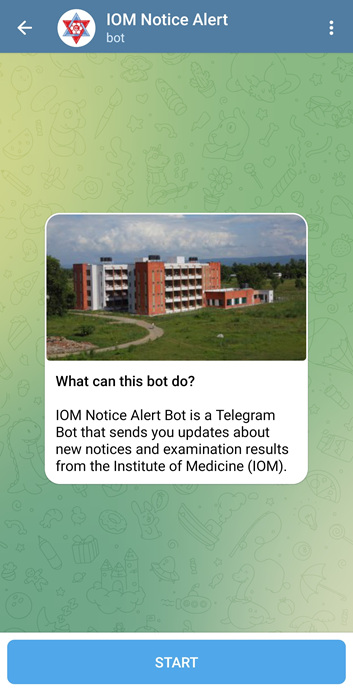 IOM Notice Alert
bot
What can this bot do?
IOM Notice Alert Bot is a Telegram
Bot that sends you updates about
new notices and examination results
from the Institute of Medicine (IOM).
START